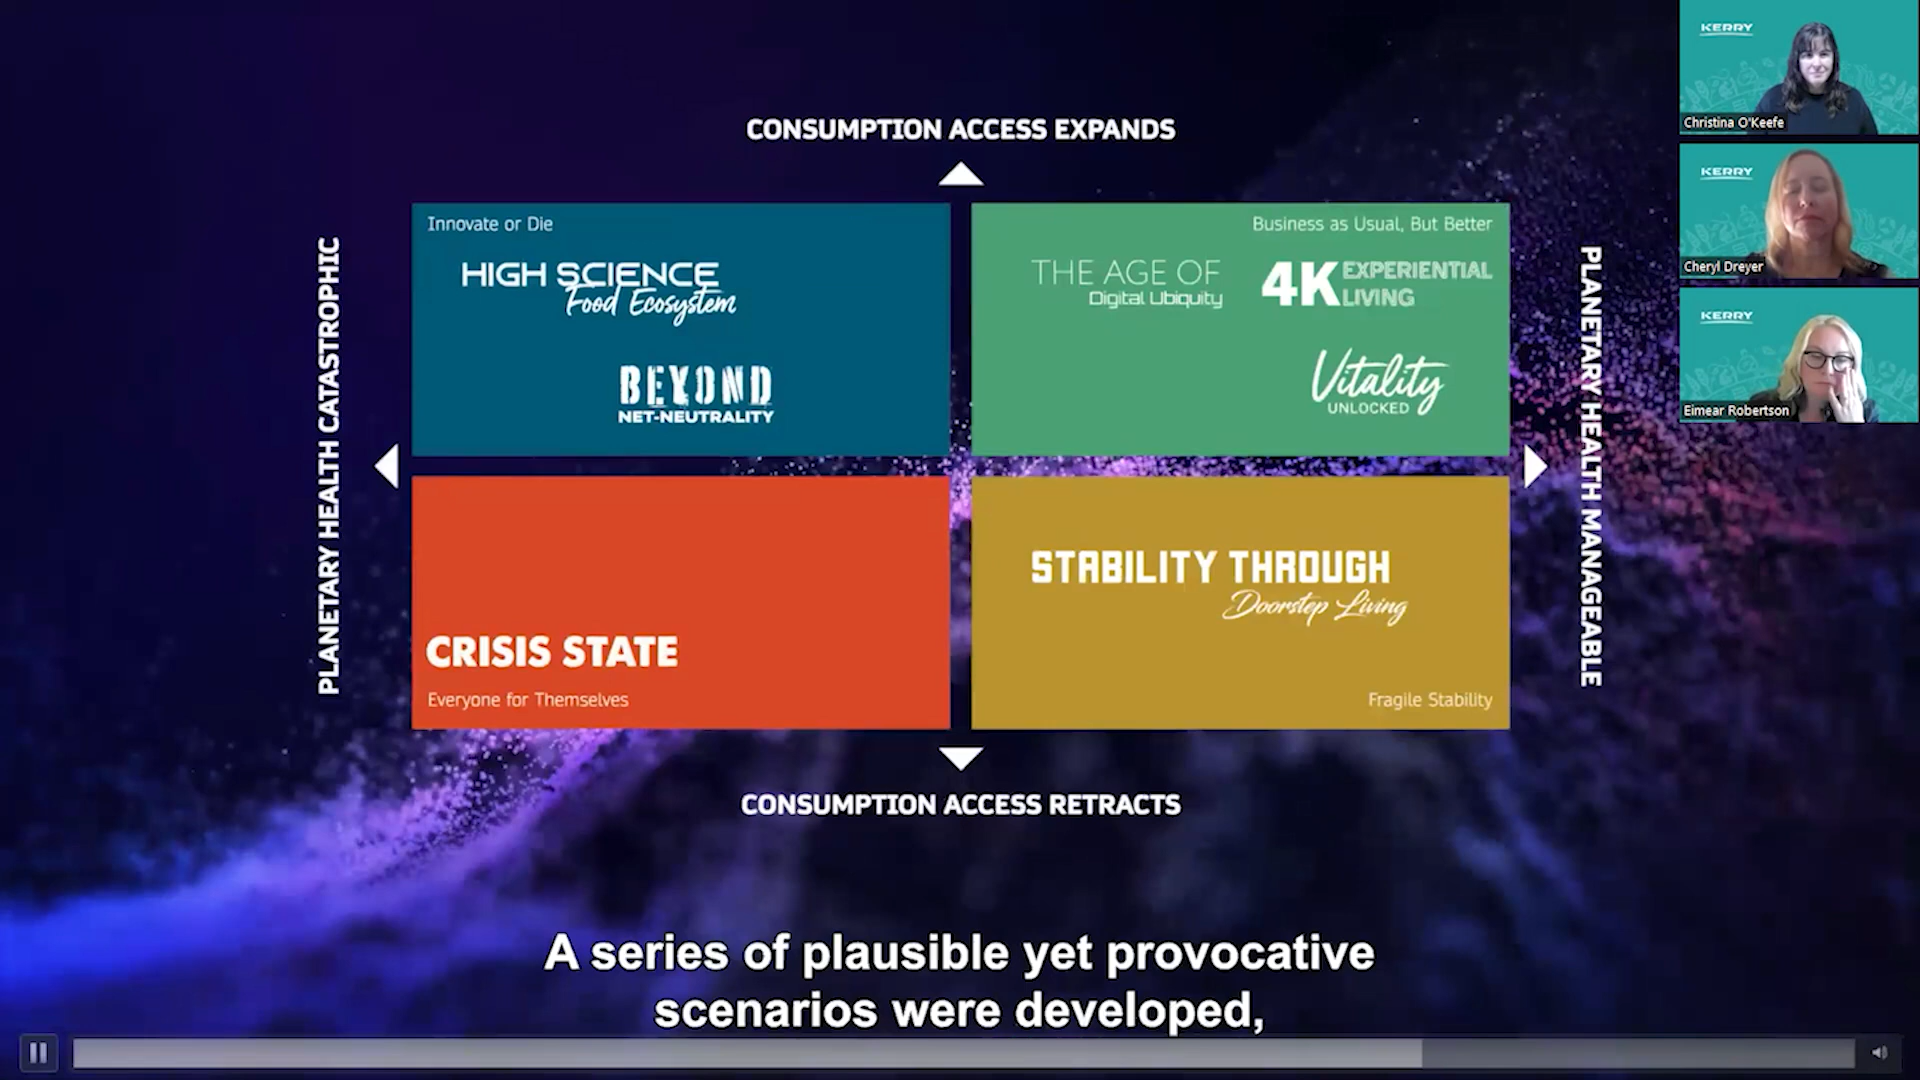 CONSUMPTION ACCESS EXPANDS
PLANETARY HEALTH CATASTROPHIC
Innovate or Die
HIGH SCIENCE
Food Ecosystem
BEYOND
NET-NEUTRALITY
Business as Usual, But Better
THE AGE OF
Digital Ubiquity
4K EXPERIENTIAL
LIVING
Vitality
UNLOCKED
PLANETARY HEALTH MANAGEABLE
CRISIS STATE
Everyone for Themselves
STABILITY THROUGH
Doorstep Living
Fragile Stability
CONSUMPTION ACCESS RETRACTS
A series of plausible yet provocative
scenarios were developed,
KERRY
Christina O'Keefe
KERRY
Cheryl Dreyer
KERRY
Eimear Robertson